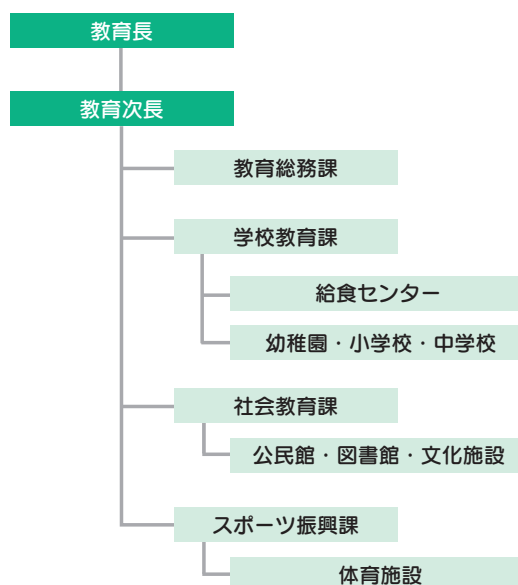 教育長
教育次長
教育総務課
学校教育課
給食センター
幼稚園・小学校・中学校
社会教育課
公民館・図書館・文化施設
スポーツ振興課
体育施設